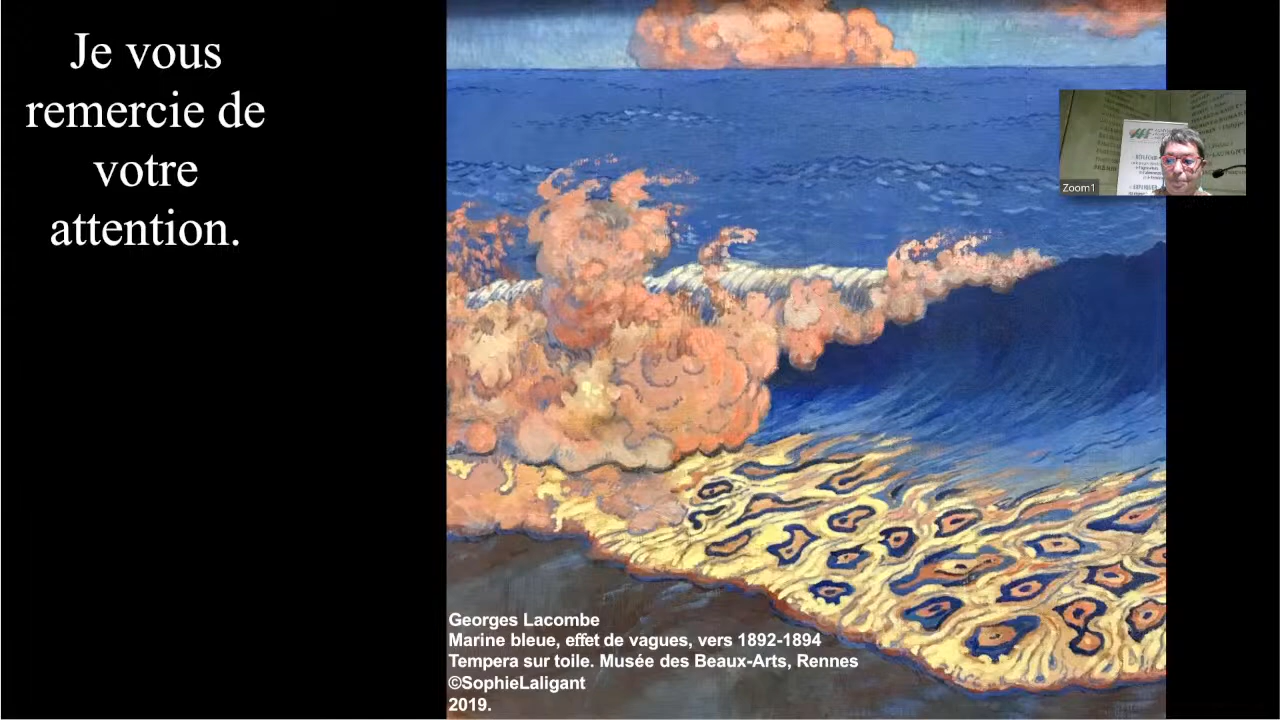 Je vous
remercie de
votre
attention.
Zoom1
Georges Lacombe
Marine bleue, effet de vagues, vers 1892-1894
Tempera sur toile. Musée des Beaux-Arts, Rennes
©SophieLaligant
2019.